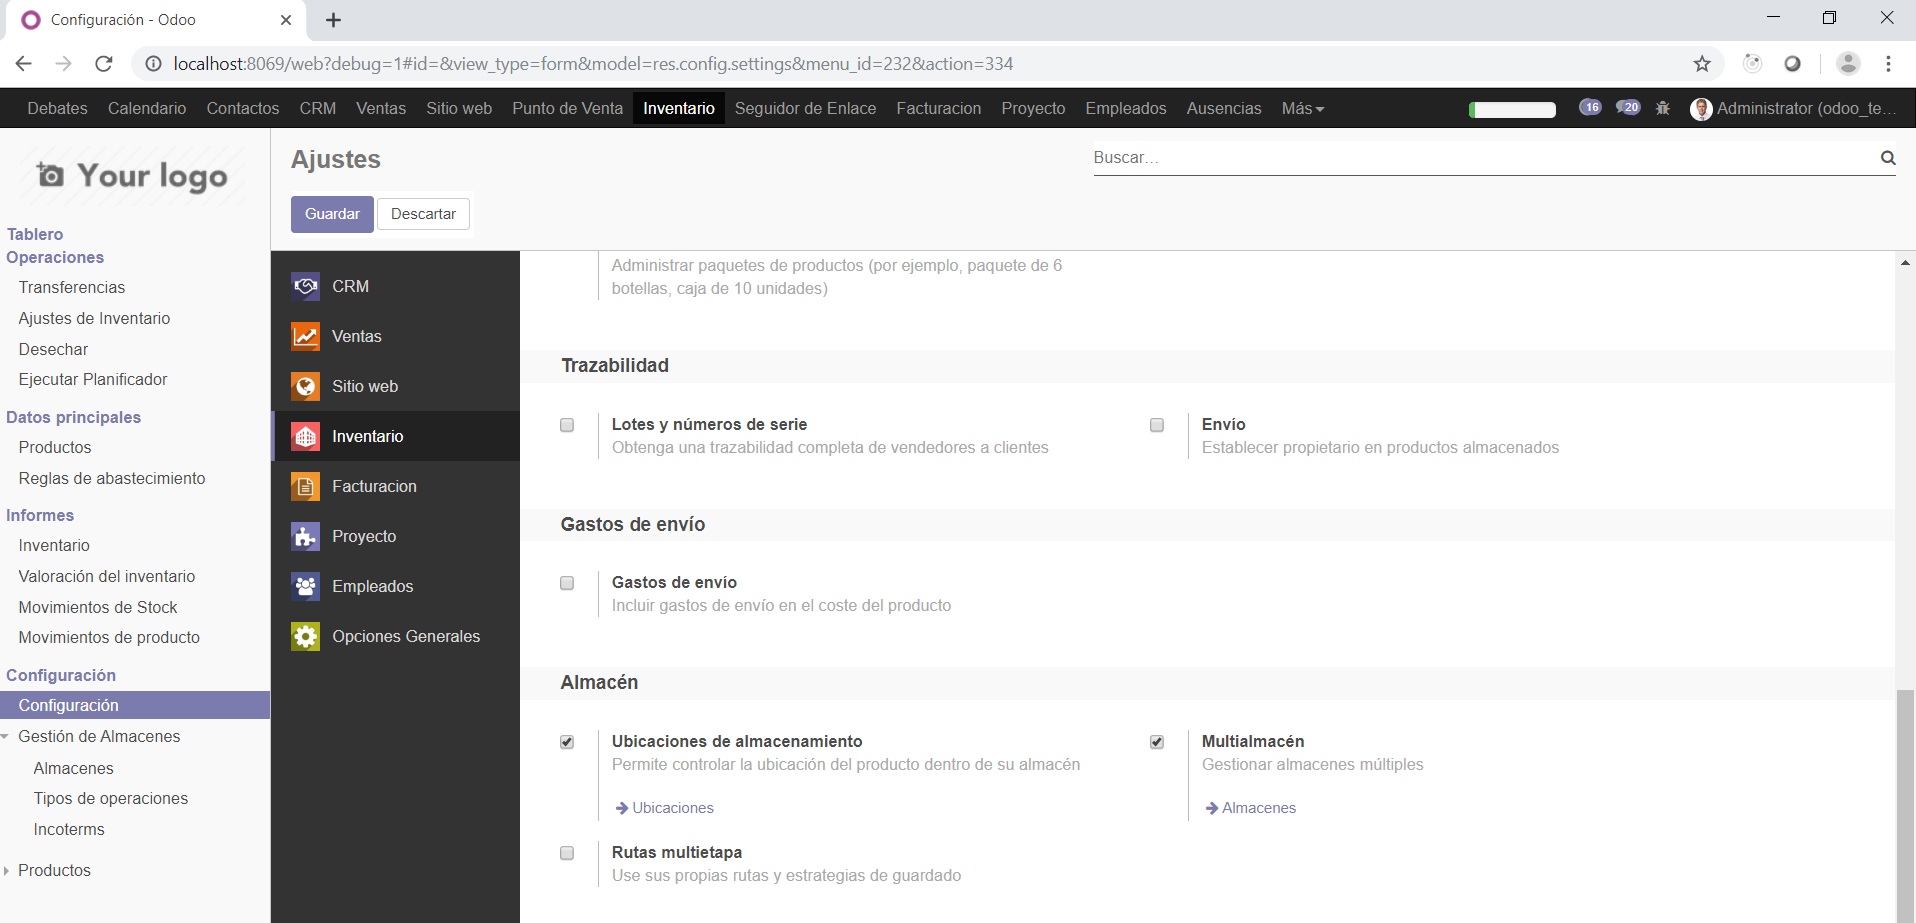 Configuración - Odoo
localhost:8069/web?debug=1#id=&view_type=form&model=res.config.settings&menu_id=232&action=334
Debates Calendario Contactos CRM Ventas Sitio web Punto de Venta Inventario Seguidor de Enlace Facturacion Proyecto Empleados Ausencias Más 16 20 Administrator (odoo_te...
Your logo
Tablero
Operaciones
Transferencias
Ajustes de Inventario
Desechar
Ejecutar Planificador
Datos principales
Productos
Reglas de abastecimiento
Informes
Inventario
Valoración del inventario
Movimientos de Stock
Movimientos de producto
Configuración
Configuración
Gestión de Almacenes
Almacenes
Tipos de operaciones
Incoterms
Productos
Ajustes
Buscar...
Guardar Descartar
CRM
Ventas
Sitio web
Inventario
Facturacion
Proyecto
Empleados
Opciones Generales
Administrar paquetes de productos (por ejemplo, paquete de 6
botellas, caja de 10 unidades)
Trazabilidad
Lotes y números de serie
Obtenga una trazabilidad completa de vendedores a clientes
Envío
Establecer propietario en productos almacenados
Gastos de envío
Gastos de envío
Incluir gastos de envío en el coste del producto
Almacén
Ubicaciones de almacenamiento
Permite controlar la ubicación del producto dentro de su almacén
Ubicaciones
Multialmacén
Gestionar almacenes múltiples
Almacenes
Rutas multietapa
Use sus propias rutas y estrategias de guardado